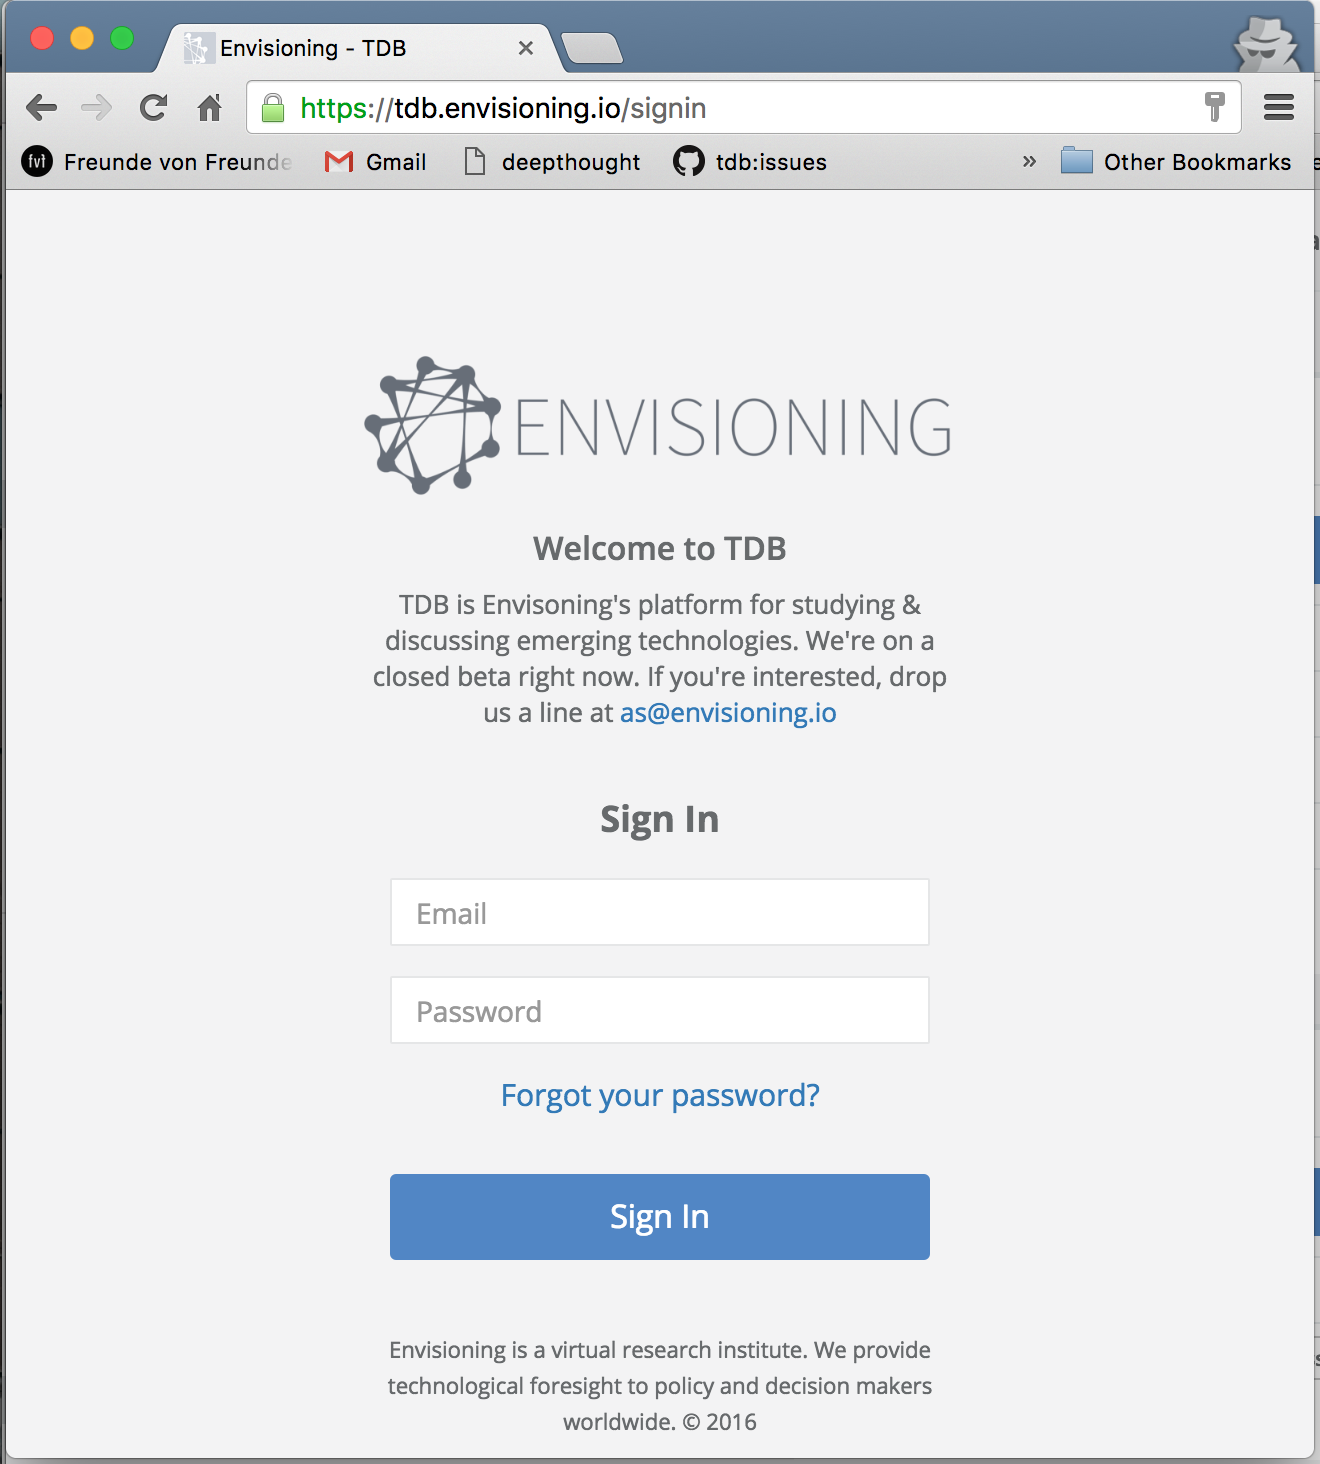 Envisioning - TDB
https://tdb.envisioning.io/signin
fvf Freunde von Freunde Gmail deepthought tdb:issues » Other Bookmarks
ENVISIONING
Welcome to TDB
TDB is Envisoning's platform for studying &
discussing emerging technologies. We're on a
closed beta right now. If you're interested, drop
us a line at as@envisioning.io
Sign In
Email
Password
Forgot your password?
Sign In
Envisioning is a virtual research institute. We provide
technological foresight to policy and decision makers
worldwide. © 2016